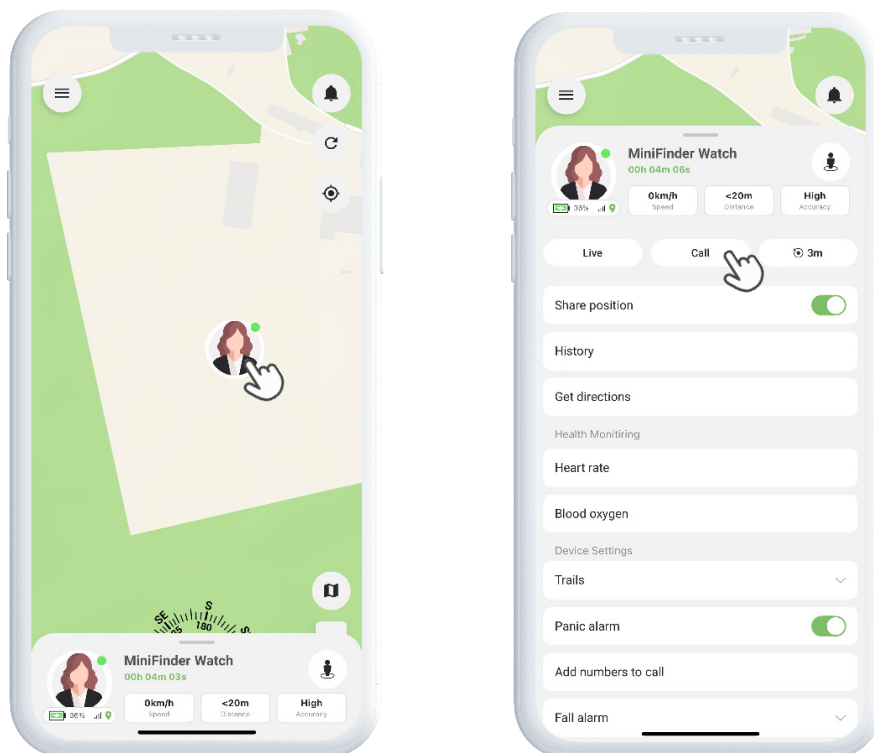 SE
S
180
MiniFinder Watch
00h 04m 03s
0km/h
Speed
<20m
Distance
High
Accuracy
36%
MiniFinder Watch
00h 04m 06s
0km/h
Speed
<20m
Distance
High
Accuracy
36%
Live
Call
3m
Share position
History
Get directions
Health Monitiring
Heart rate
Blood oxygen
Device Settings
Trails
Panic alarm
Add numbers to call
Fall alarm